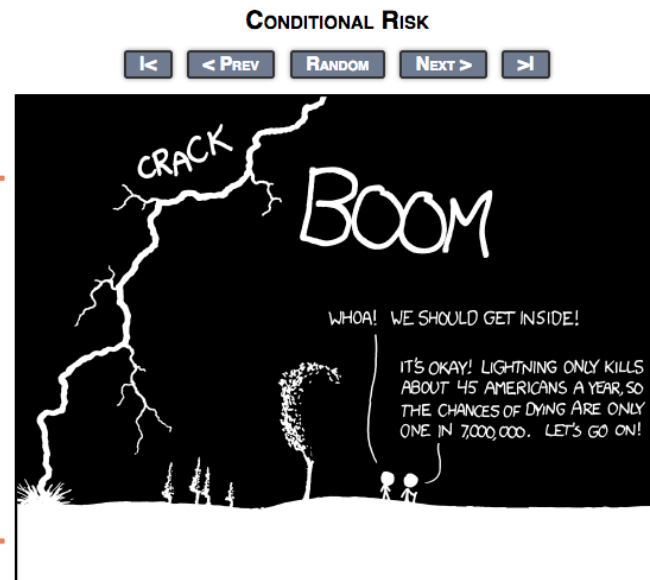 CONDITIONAL RISK
|< < PREV RANDOM NEXT > >|
CRACK
BOOM
WHOA! WE SHOULD GET INSIDE!
IT'S OKAY! LIGHTNING ONLY KILLS
ABOUT 45 AMERICANS A YEAR, SO
THE CHANCES OF DYING ARE ONLY
ONE IN 7,000,000. LET'S GO ON!